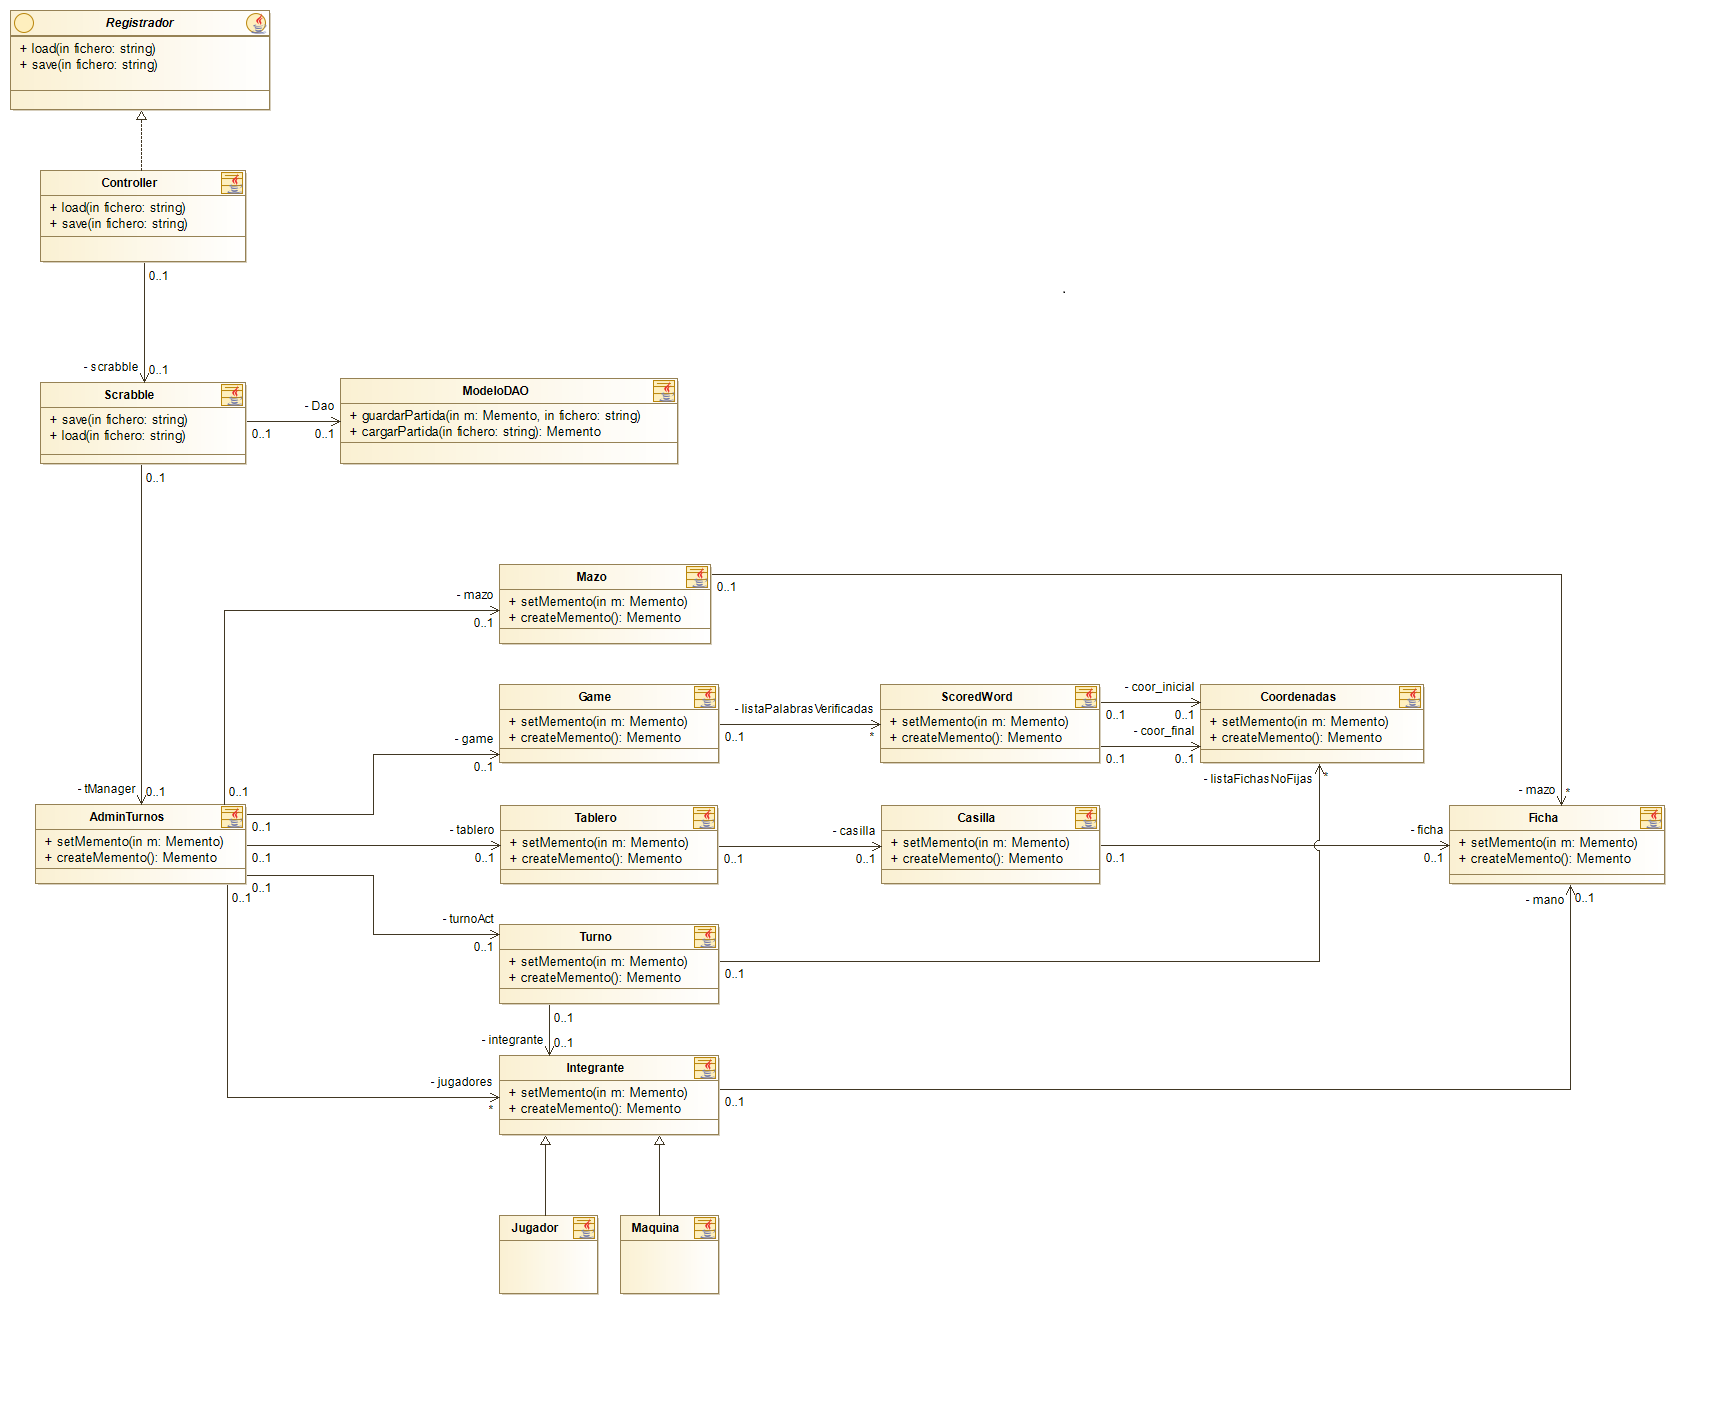 Registrador
+ load(in fichero: string)
+ save(in fichero: string)
Controller
+ load(in fichero: string)
+ save(in fichero: string)
0..1
- scrabble
0..1
Scrabble
+ save(in fichero: string)
+ load(in fichero: string)
0..1
- Dao
0..1
ModeloDAO
+ guardarPartida(in m: Memento, in fichero: string)
+ cargarPartida(in fichero: string): Memento
0..1
- tManager
0..1
AdminTurnos
+ setMemento(in m: Memento)
+ createMemento(): Memento
0..1
- mazo
0..1
Mazo
+ setMemento(in m: Memento)
+ createMemento(): Memento
0..1
- mazo
*
0..1
- game
0..1
Game
+ setMemento(in m: Memento)
+ createMemento(): Memento
0..1
- listaPalabrasVerificadas
*
ScoredWord
+ setMemento(in m: Memento)
+ createMemento(): Memento
0..1
- coor_inicial
0..1
0..1
- coor_final
0..1
Coordenadas
+ setMemento(in m: Memento)
+ createMemento(): Memento
- listaFichasNoFijas
*
0..1
- tablero
0..1
Tablero
+ setMemento(in m: Memento)
+ createMemento(): Memento
0..1
- casilla
0..1
Casilla
+ setMemento(in m: Memento)
+ createMemento(): Memento
0..1
- ficha
0..1
Ficha
+ setMemento(in m: Memento)
+ createMemento(): Memento
- mano
0..1
0..1
- turnoAct
0..1
Turno
+ setMemento(in m: Memento)
+ createMemento(): Memento
0..1
0..1
- integrante
0..1
0..1
- jugadores
*
Integrante
+ setMemento(in m: Memento)
+ createMemento(): Memento
0..1
Jugador
Maquina